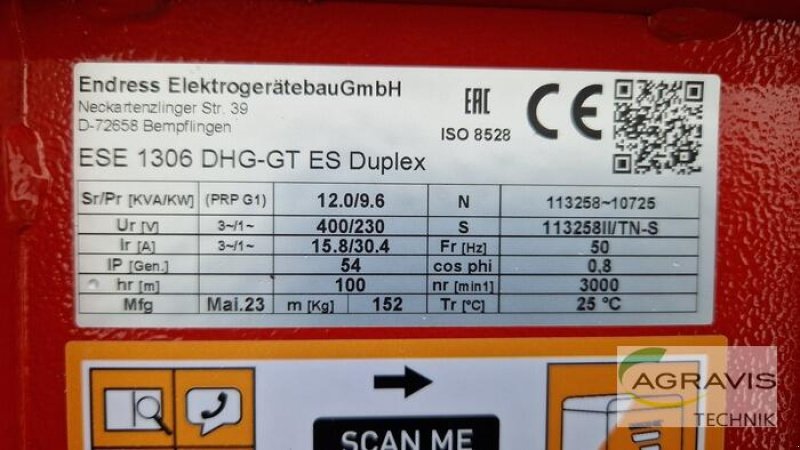 Endress ElektrogerätebauGmbH
Neckartenzlinger Str. 39
D-72658 Bempflingen
EAC
ISO 8528
CE
ESE 1306 DHG-GT ES Duplex
Sr/Pr [KVA/KW] (PRP G1) 12.0/9.6 N 113258~10725
Ur [V] 3~/1~ 400/230 S 113258II/TN-S
Ir [A] 3~/1~ 15.8/30.4 Fr [Hz] 50
IP [Gen.] 54 cos phi 0,8
hr [m] 100 nr [min1] 3000
Mfg Mai.23 m [Kg] 152 Tr [°C] 25 °C
SCAN ME
AGRAVIS
TECHNIK